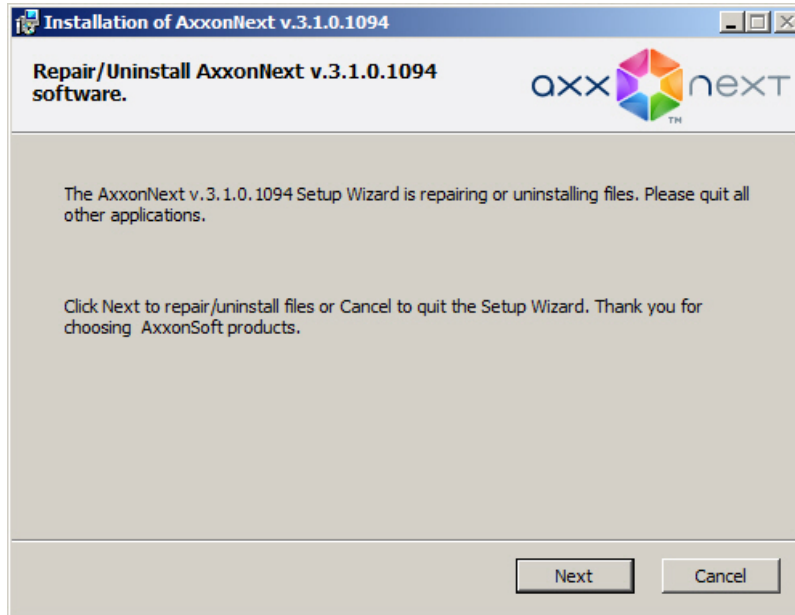 Installation of AxxonNext v.3.1.0.1094
Repair/Uninstall AxxonNext v.3.1.0.1094
software.
axx next
TM
The AxxonNext v.3.1.0.1094 Setup Wizard is repairing or uninstalling files. Please quit all
other applications.
Click Next to repair/uninstall files or Cancel to quit the Setup Wizard. Thank you for
choosing  AxxonSoft products.
Next
Cancel